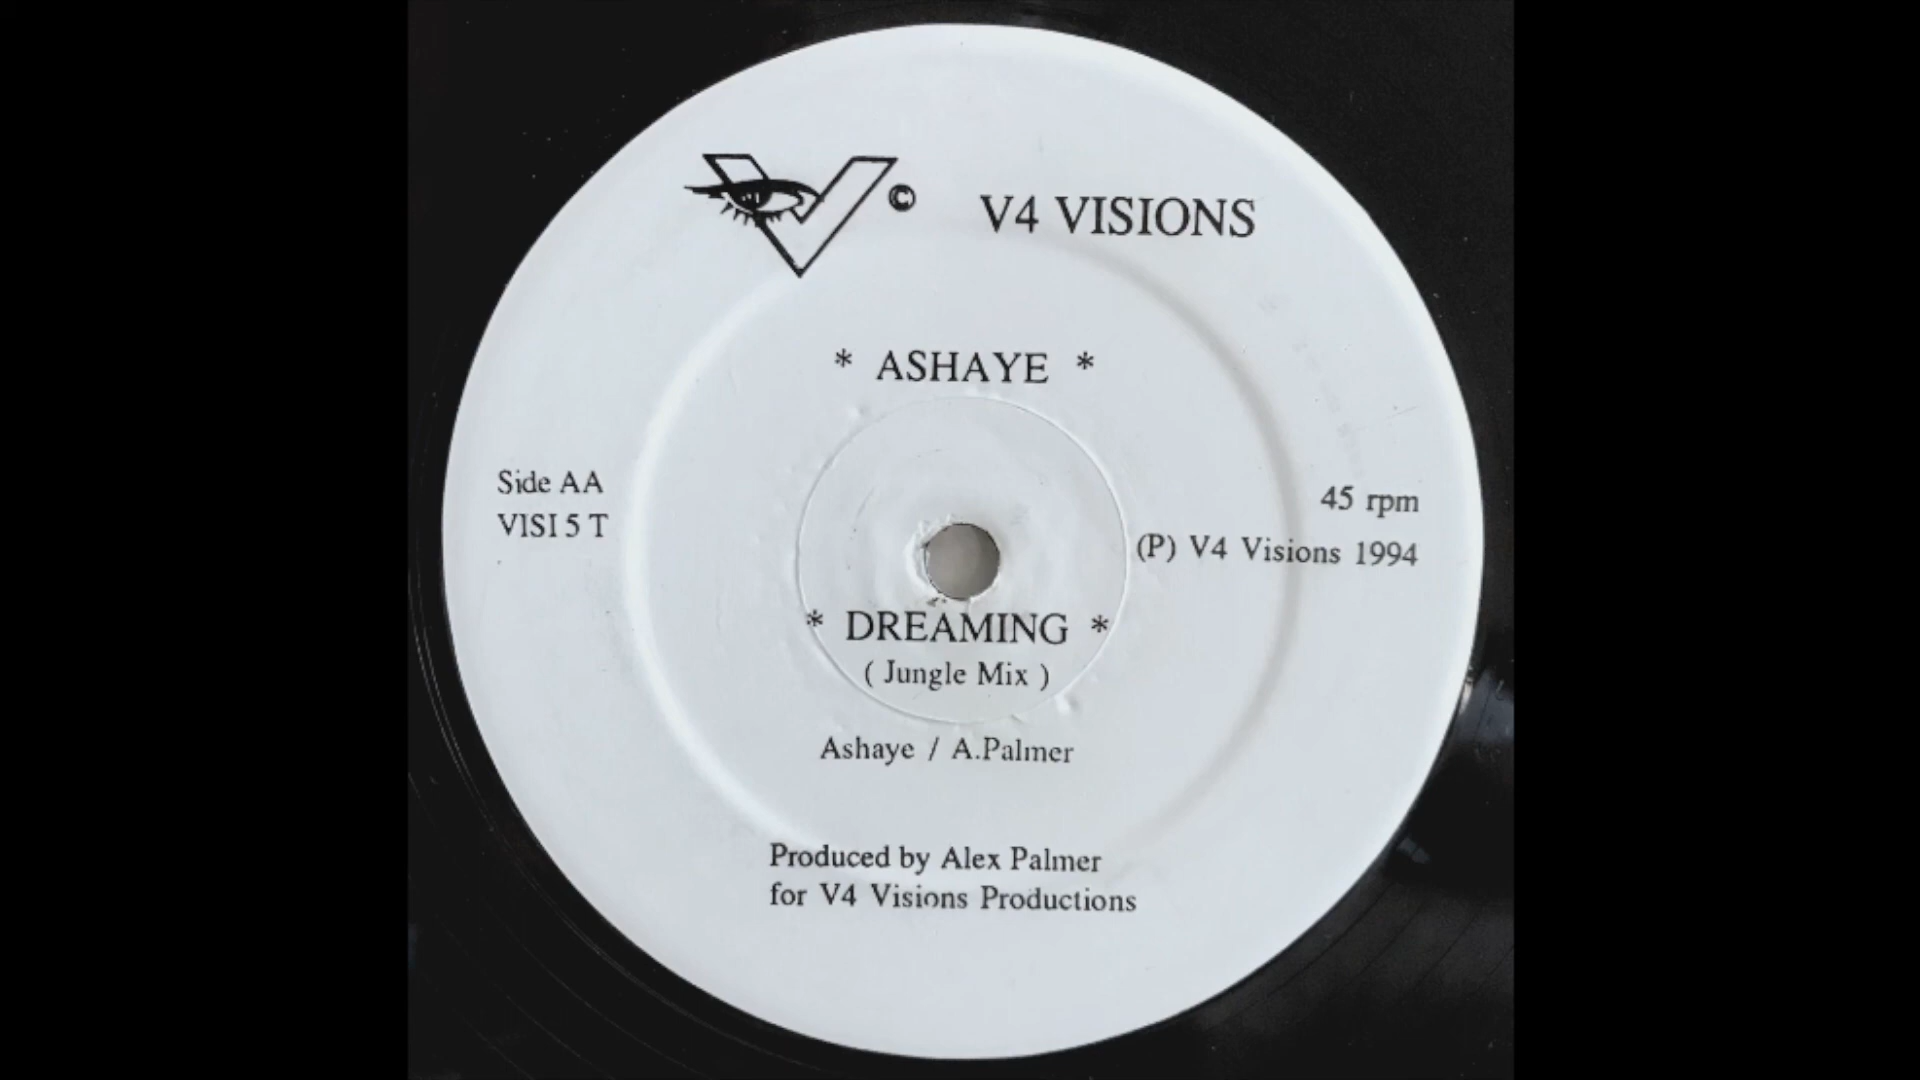 © V4 VISIONS
* ASHAYE *
Side AA
VISI 5 T
45 rpm
(P) V4 Visions 1994
* DREAMING *
( Jungle Mix )
Ashaye / A.Palmer
Produced by Alex Palmer
for V4 Visions Productions